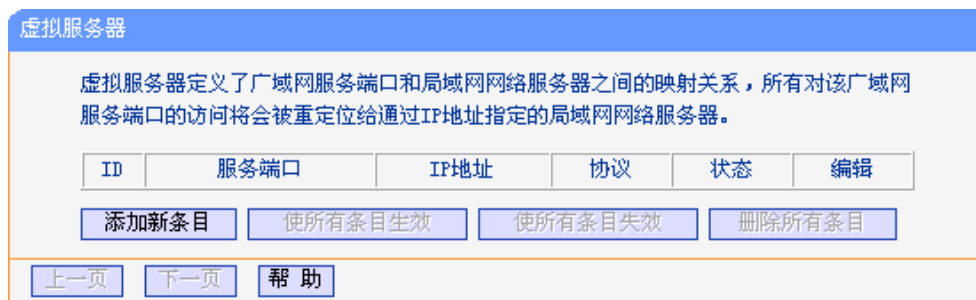 虚拟服务器
虚拟服务器定义了广域网服务端口和局域网网络服务器之间的映射关系，所有对该广域网
服务端口的访问将会被重定位给通过IP地址指定的局域网网络服务器。
ID 服务端口 IP地址 协议 状态 编辑
添加新条目 使所有条目生效 使所有条目失效 删除所有条目
上一页 下一页 帮 助